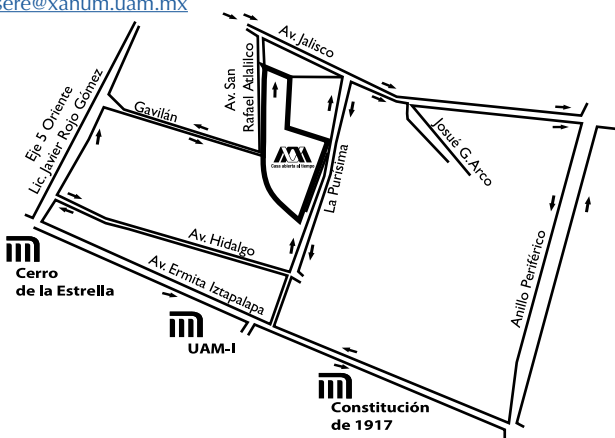 sere@xanum.uam.mx
Av. Jalisco
Av. San
Rafael Atlalilco
Eje 5 Oriente
Lic. Javier Rojo Gómez
Gavilán
Josué G. Arco
Casa abierta al tiempo
La Purísima
Av. Hidalgo
Anillo Periférico
Av. Ermita Iztapalapa
Cerro
de la Estrella
UAM-I
Constitución
de 1917